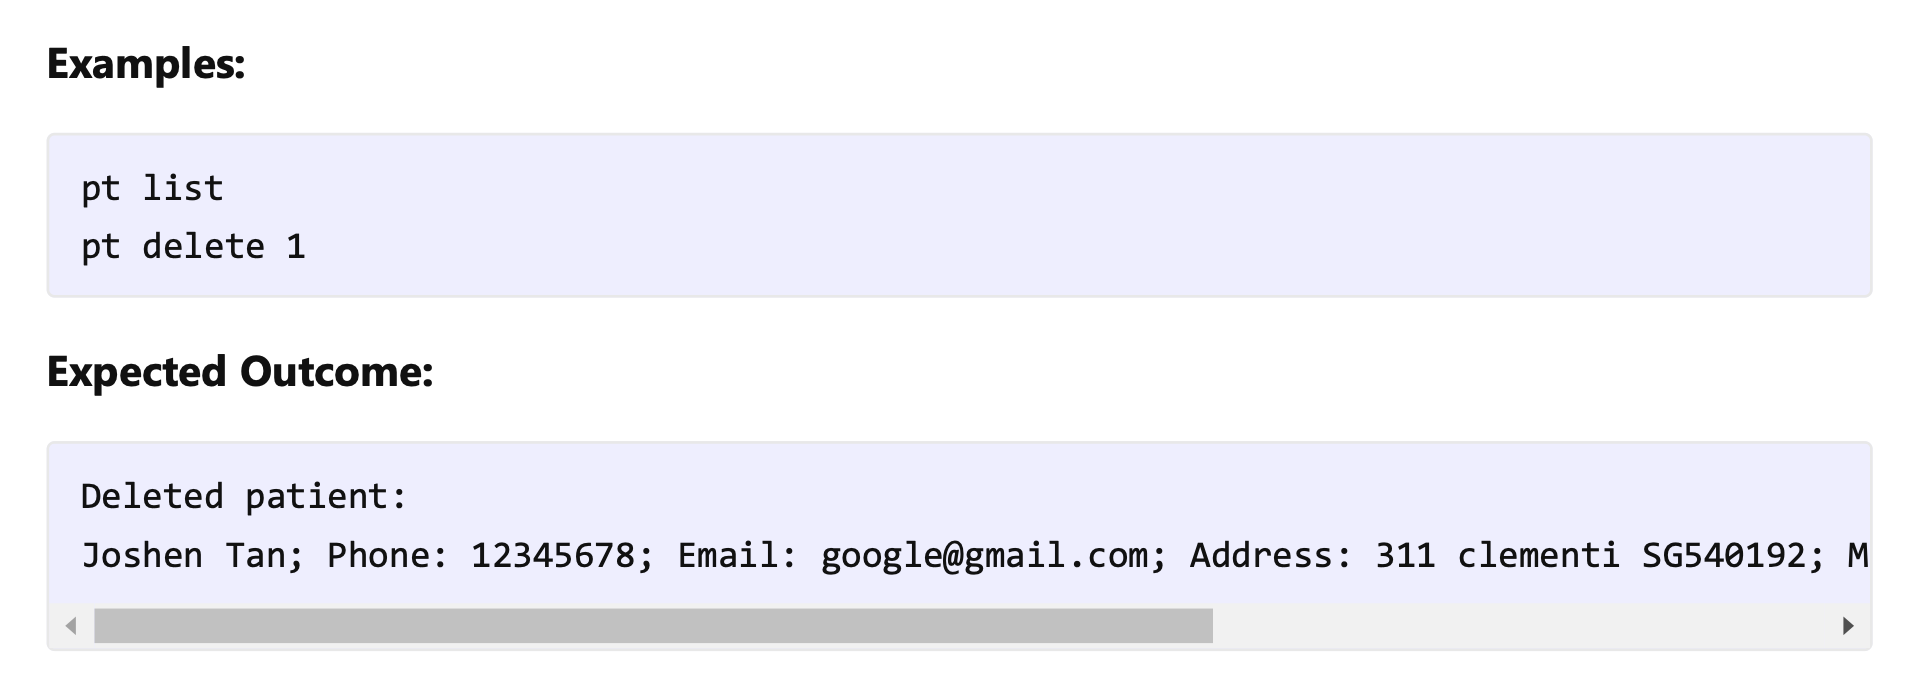 Examples:
pt list
pt delete 1
Expected Outcome:
Deleted patient:
Joshen Tan; Phone: 12345678; Email: google@gmail.com; Address: 311 clementi SG540192; M